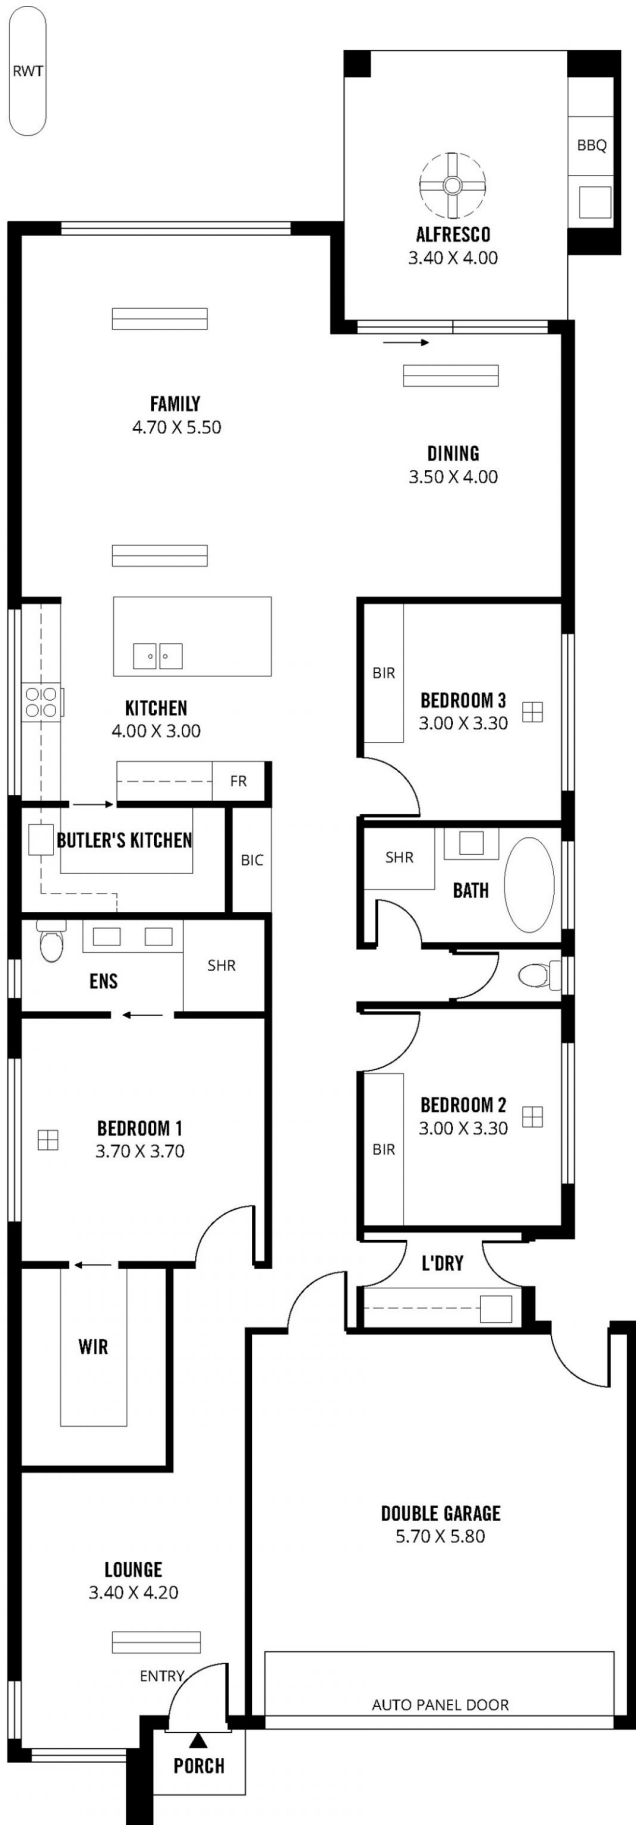 RWT
BBQ
ALFRESCO
3.40 X 4.00
FAMILY
4.70 X 5.50
DINING
3.50 X 4.00
BIR
BEDROOM 3
3.00 X 3.30
KITCHEN
4.00 X 3.00
FR
BUTLER'S KITCHEN
BIC
SHR
BATH
ENS
SHR
BEDROOM 1
3.70 X 3.70
BEDROOM 2
3.00 X 3.30
BIR
L'DRY
WIR
DOUBLE GARAGE
5.70 X 5.80
LOUNGE
3.40 X 4.20
ENTRY
AUTO PANEL DOOR
PORCH